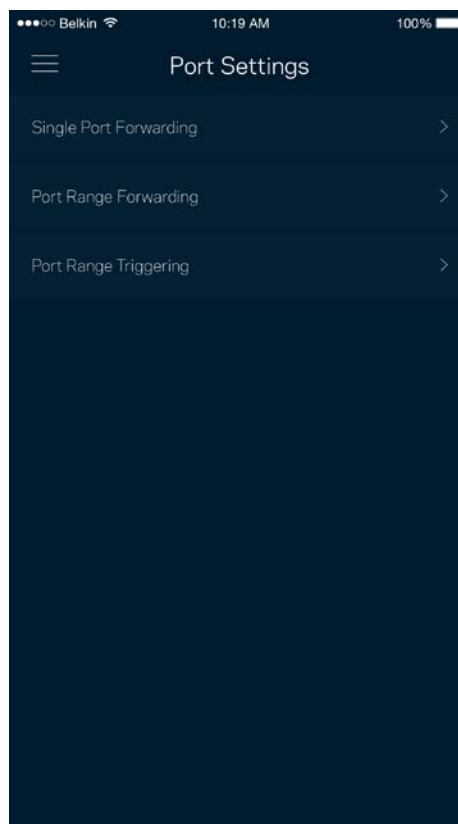 Belkin 10:19 AM 100%
Port Settings
Single Port Forwarding
Port Range Forwarding
Port Range Triggering